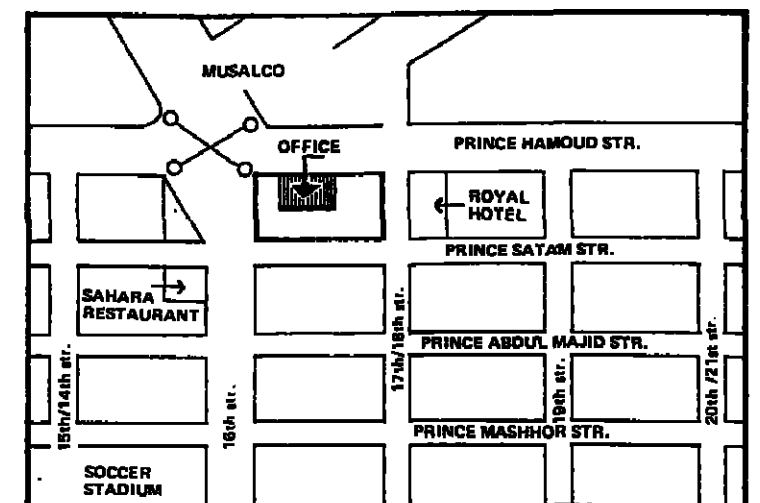 MUSALCO
OFFICE
PRINCE HAMOUD STR.
ROYAL
HOTEL
PRINCE SATAM STR.
SAHARA
RESTAURANT
PRINCE ABDUL MAJID STR.
15th/14th str.
16th str.
17th/18th str.
19th str.
20th/21st str.
PRINCE MASHHOR STR.
SOCCER
STADIUM